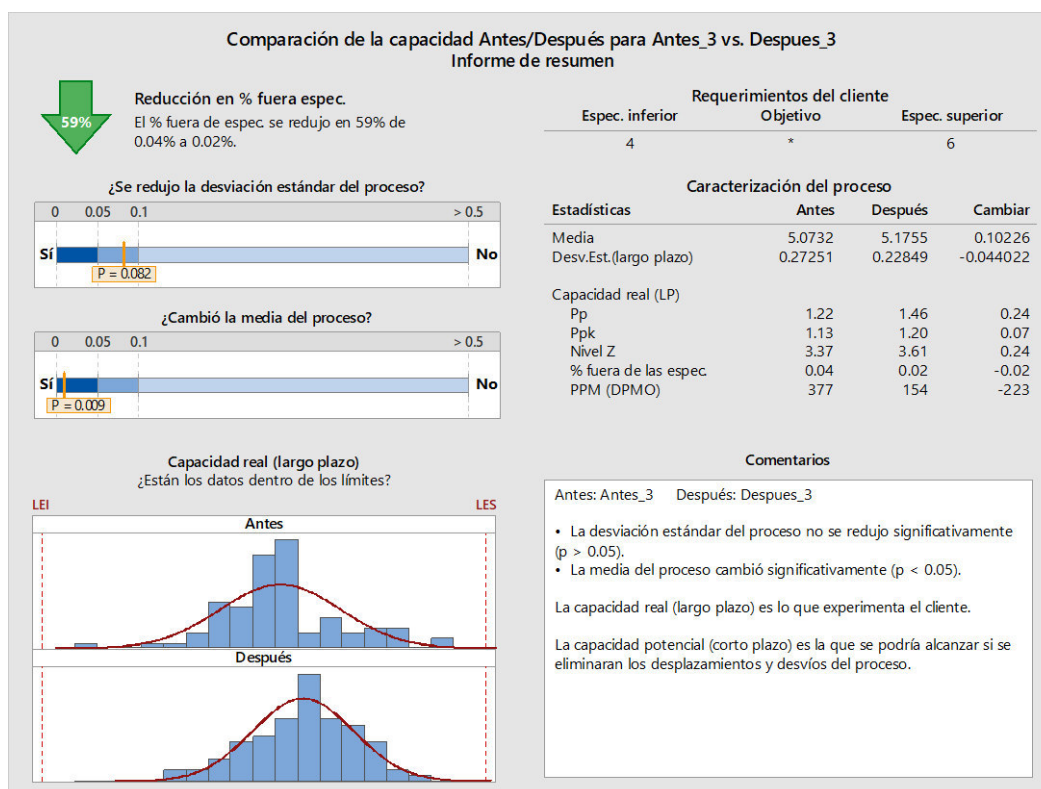 Comparación de la capacidad Antes/Después para Antes_3 vs. Despues_3
Informe de resumen
59%
Reducción en % fuera espec.
El % fuera de espec. se redujo en 59% de
0.04% a 0.02%.
Requerimientos del cliente
Espec. inferior Objetivo Espec. superior
4 * 6
¿Se redujo la desviación estándar del proceso?
0 0.05 0.1 > 0.5
Sí No
P = 0.082
¿Cambió la media del proceso?
0 0.05 0.1 > 0.5
Sí No
P = 0.009
Caracterización del proceso
Estadísticas Antes Después Cambiar
Media 5.0732 5.1755 0.10226
Desv.Est.(largo plazo) 0.27251 0.22849 -0.044022
Capacidad real (LP)
Pp 1.22 1.46 0.24
Ppk 1.13 1.20 0.07
Nivel Z 3.37 3.61 0.24
% fuera de las espec. 0.04 0.02 -0.02
PPM (DPMO) 377 154 -223
Capacidad real (largo plazo)
¿Están los datos dentro de los límites?
LEI LES
Antes
Después
Comentarios
Antes: Antes_3 Después: Despues_3
• La desviación estándar del proceso no se redujo significativamente
(p > 0.05).
• La media del proceso cambió significativamente (p < 0.05).
La capacidad real (largo plazo) es lo que experimenta el cliente.
La capacidad potencial (corto plazo) es la que se podría alcanzar si se
eliminaran los desplazamientos y desvíos del proceso.